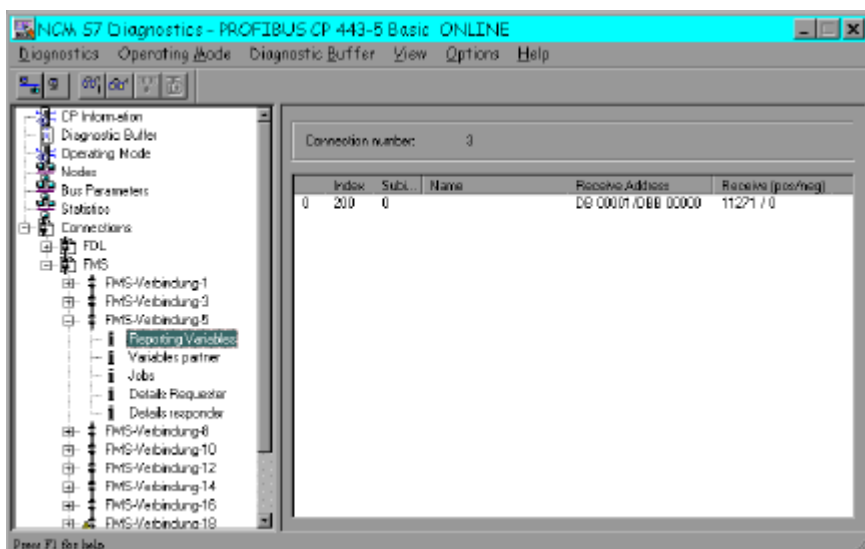 NCM S7 Diagnostics - PROFIBUS CP 443-5 Basic ONLINE
Diagnostics Operating Mode Diagnostic Buffer View Options Help
CP Information
Diagnostic Buffer
Operating Mode
Nodes
Bus Parameters
Statistics
Connections
FDL
FMS
FMS-Verbindung-1
FMS-Verbindung-3
FMS-Verbindung-5
Reporting Variables
Variables partner
Jobs
Details Requester
Details responder
FMS-Verbindung-8
FMS-Verbindung-10
FMS-Verbindung-12
FMS-Verbindung-14
FMS-Verbindung-16
FMS-Verbindung-18
Connection number: 3
Index Subi... Name Receive Address Receive (pos/neg)
0 200 0 DB 00001/DBB 00000 11271 / 0
Press F1 for help